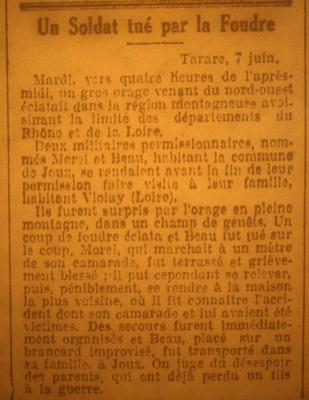 Un Soldat tué par la Foudre
Tarare, 7 juin.
Mardi, vers quatre heures de l'après-
midi, un gros orage venant du nord-ouest
éclatait dans la région montagneuse avoi-
sinant la limite des départements du
Rhône et de la Loire.
Deux militaires permissionnaires, nom-
més Morel et Beau, habitant la commune
de Joux, se rendaient avant la fin de leur
permission faire visite à leur famille,
habitant Violay (Loire).
Ils furent surpris par l'orage en pleine
montagne, dans un champ de genêts. Un
coup de foudre éclata et Beau fut tué sur
le coup. Morel, qui marchait à un mètre
de son camarade, fut terrassé et griève-
ment blessé ; il put cependant se relever,
puis, péniblement, se rendre à la maison
la plus voisine, où il fit connaître l'acci-
dent dont son camarade et lui avaient été
victimes. Des secours furent immédiate-
ment organisés et Beau, placé sur un
brancard improvisé, fut transporté dans
sa famille, à Joux. On juge du désespoir
des parents, qui ont déjà perdu un fils
à la guerre.